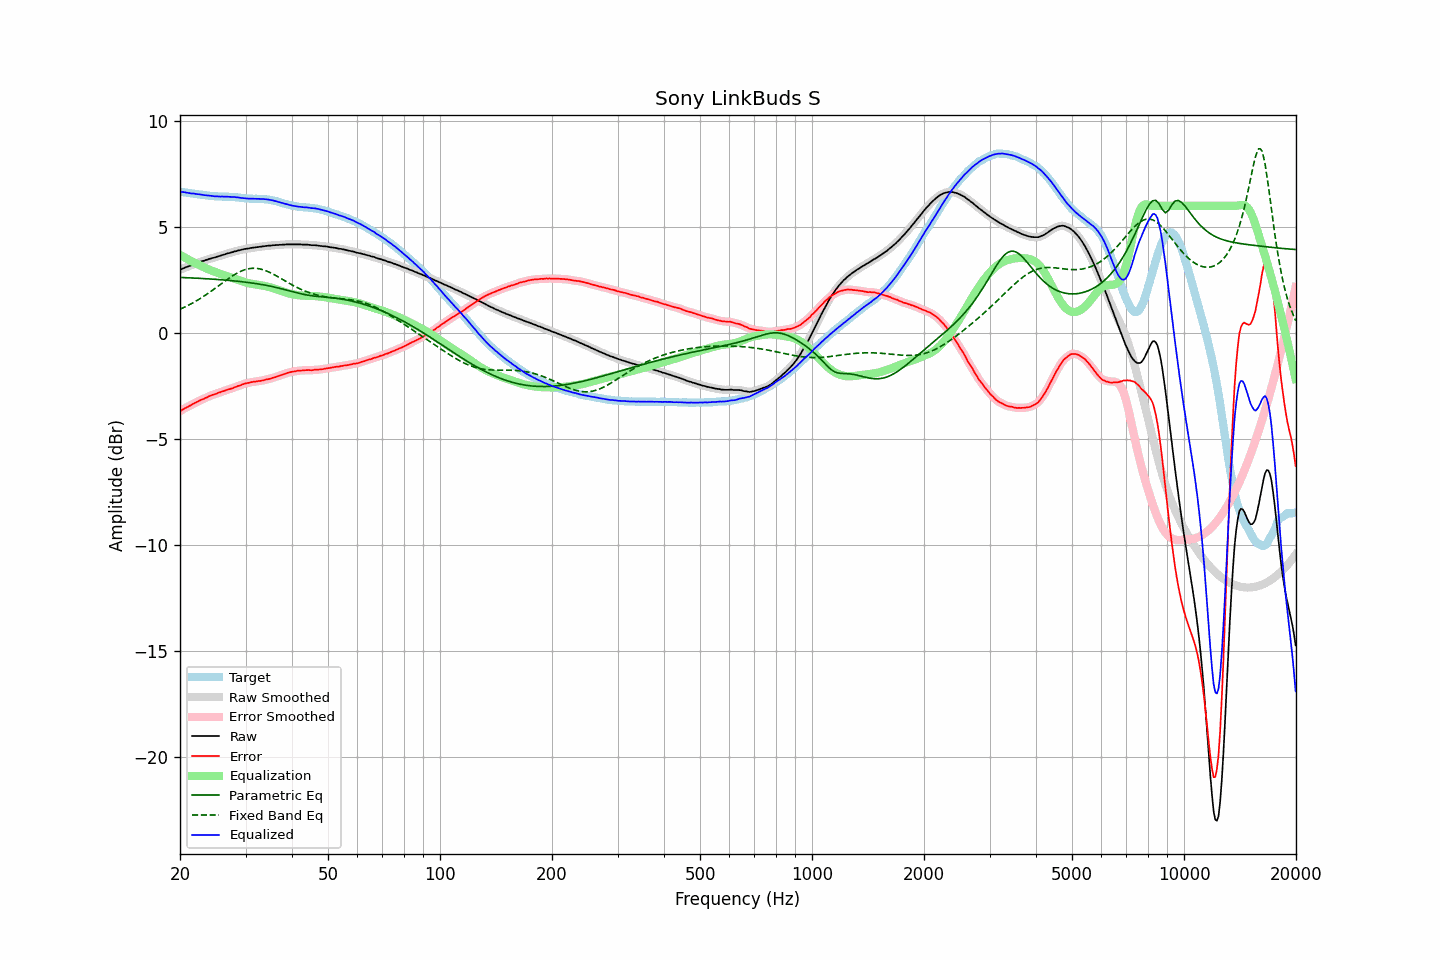 Sony LinkBuds S
10
5
0
−5
−10
−15
−20
Amplitude (dBr)
Target
Raw Smoothed
Error Smoothed
Raw
Error
Equalization
Parametric Eq
Fixed Band Eq
Equalized
20 50 100 200 500 1000 2000 5000 10000 20000
Frequency (Hz)